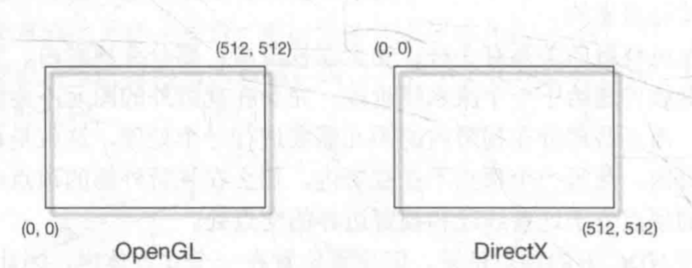 (512, 512)
(0, 0)
(0, 0)
OpenGL
(512, 512)
DirectX